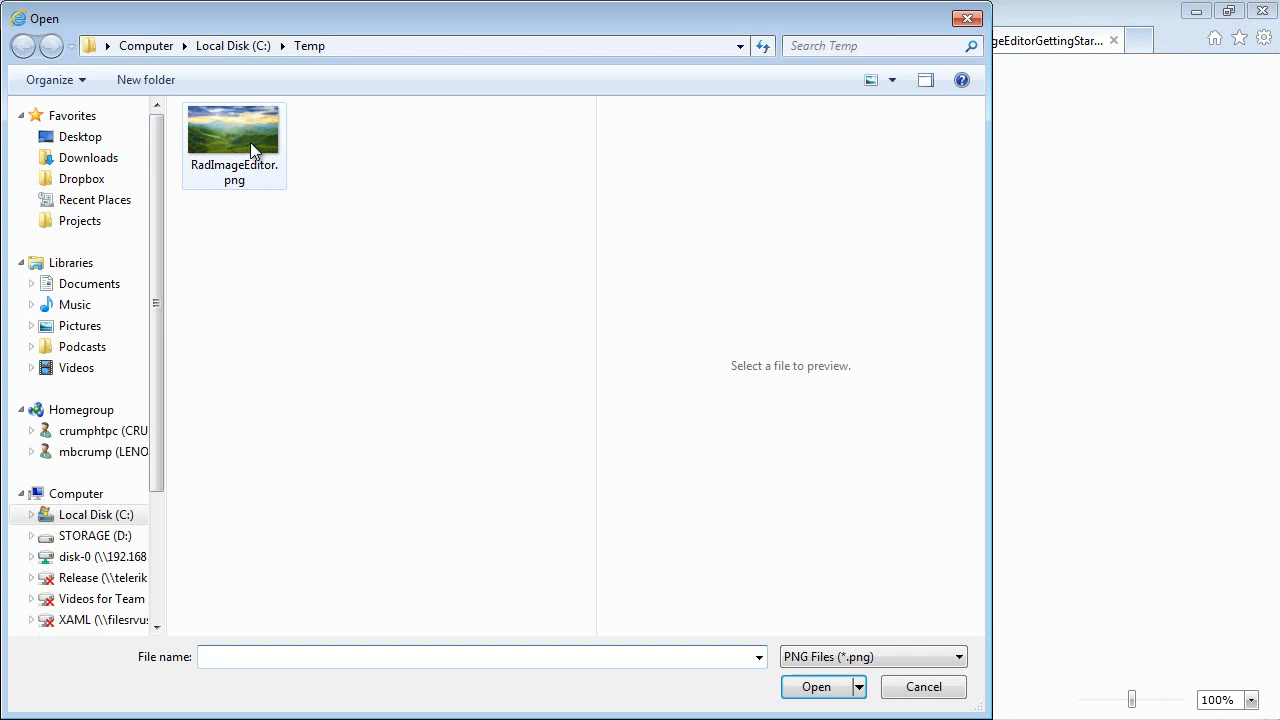 Open
Computer Local Disk (C:) Temp
Search Temp
geEditorGettingStar...
Organize
New folder
Favorites
Desktop
Downloads
Dropbox
Recent Places
Projects
Libraries
Documents
Music
Pictures
Podcasts
Videos
Homegroup
crumphtpc (CRU
mbcrump (LENO
Computer
Local Disk (C:)
STORAGE (D:)
disk-0 (\\192.168
Release (\\telerik
Videos for Team
XAML (\\filesrvus
RadImageEditor.
png
Select a file to preview.
File name:
PNG Files (*.png)
Open
Cancel
100%